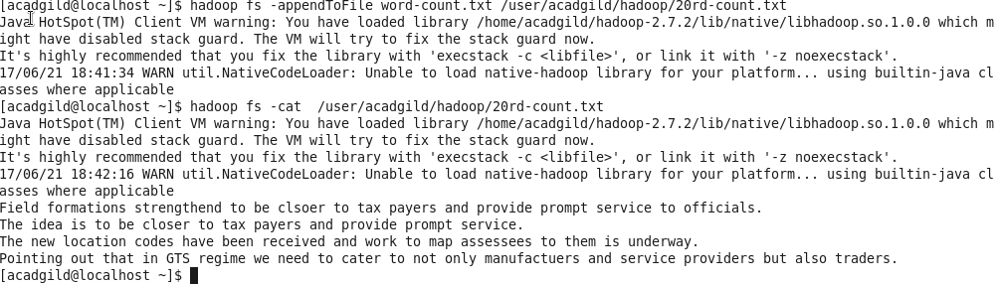 [acadgild@localhost ~]$ hadoop fs -appendToFile word-count.txt /user/acadgild/hadoop/20rd-count.txt
Java HotSpot(TM) Client VM warning: You have loaded library /home/acadgild/hadoop-2.7.2/lib/native/libhadoop.so.1.0.0 which m
ight have disabled stack guard. The VM will try to fix the stack guard now.
It's highly recommended that you fix the library with 'execstack -c <libfile>', or link it with '-z noexecstack'.
17/06/21 18:41:34 WARN util.NativeCodeLoader: Unable to load native-hadoop library for your platform... using builtin-java cl
asses where applicable
[acadgild@localhost ~]$ hadoop fs -cat  /user/acadgild/hadoop/20rd-count.txt
Java HotSpot(TM) Client VM warning: You have loaded library /home/acadgild/hadoop-2.7.2/lib/native/libhadoop.so.1.0.0 which m
ight have disabled stack guard. The VM will try to fix the stack guard now.
It's highly recommended that you fix the library with 'execstack -c <libfile>', or link it with '-z noexecstack'.
17/06/21 18:42:16 WARN util.NativeCodeLoader: Unable to load native-hadoop library for your platform... using builtin-java cl
asses where applicable
Field formations strengthend to be clsoer to tax payers and provide prompt service to officials.
The idea is to be closer to tax payers and provide prompt service.
The new location codes have been received and work to map assessees to them is underway.
Pointing out that in GTS regime we need to cater to not only manufactuers and service providers but also traders.
[acadgild@localhost ~]$